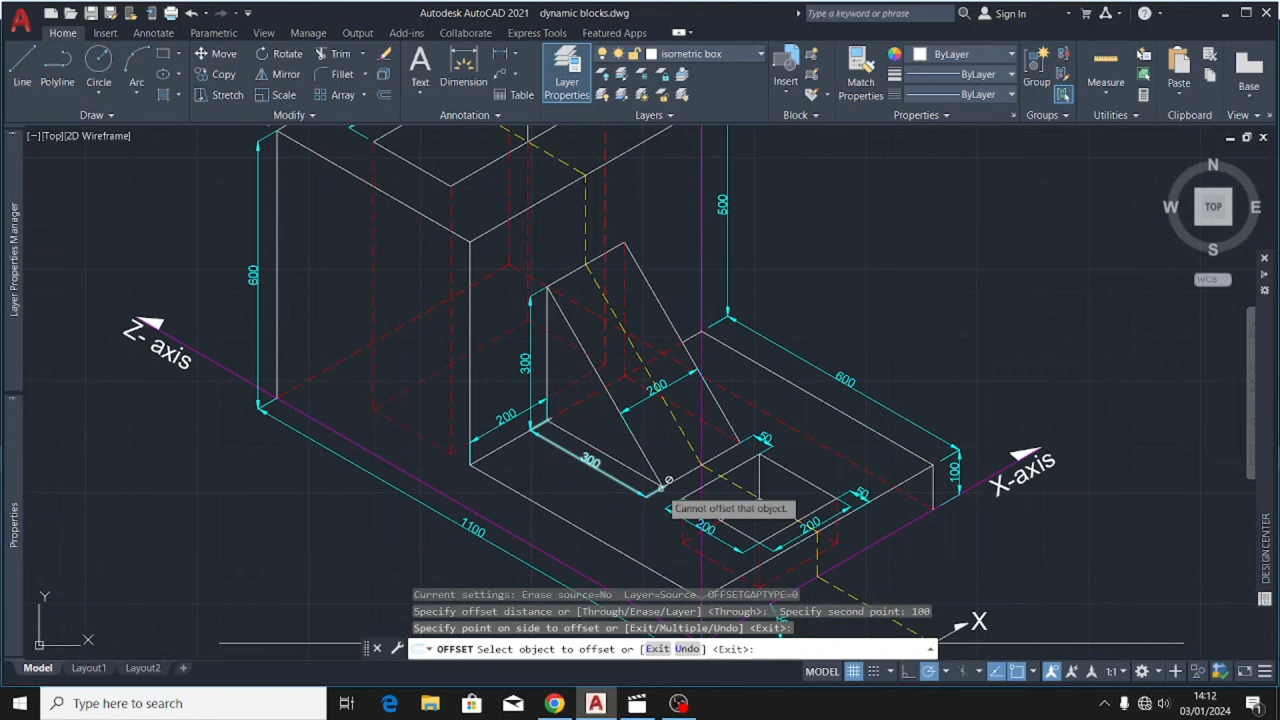 Autodesk AutoCAD 2021 dynamic blocks.dwg
Type a keyword or phrase
Sign In
Home Insert Annotate Parametric View Manage Output Add-ins Collaborate Express Tools Featured Apps
Line
Polyline
Circle
Arc
Move
Copy
Stretch
Rotate
Mirror
Scale
Trim
Fillet
Array
Text
Dimension
Table
Layer
Properties
isometric box
Insert
Match
Properties
ByLayer
ByLayer
ByLayer
Group
Measure
Paste
Base
Draw Modify Annotation Layers Block Properties Groups Utilities Clipboard View
[−][Top][2D Wireframe]
N
W
TOP
E
S
WCS
Layer Properties Manager
Properties
DESIGN CENTER
600
500
Z- axis
300
200
200
600
50
300
100
X-axis
50
200
200
1100
Cannot offset that object.
X
Y
X
Current settings: Erase source=No Layer=Source OFFSETGAPTYPE=0
Specify offset distance or [Through/Erase/Layer] <Through>: Specify second point: 100
Specify point on side to offset or [Exit/Multiple/Undo] <Exit>:
OFFSET Select object to offset or [Exit Undo] <Exit>:
Model Layout1 Layout2 +
MODEL
1:1
Type here to search
14:12
03/01/2024